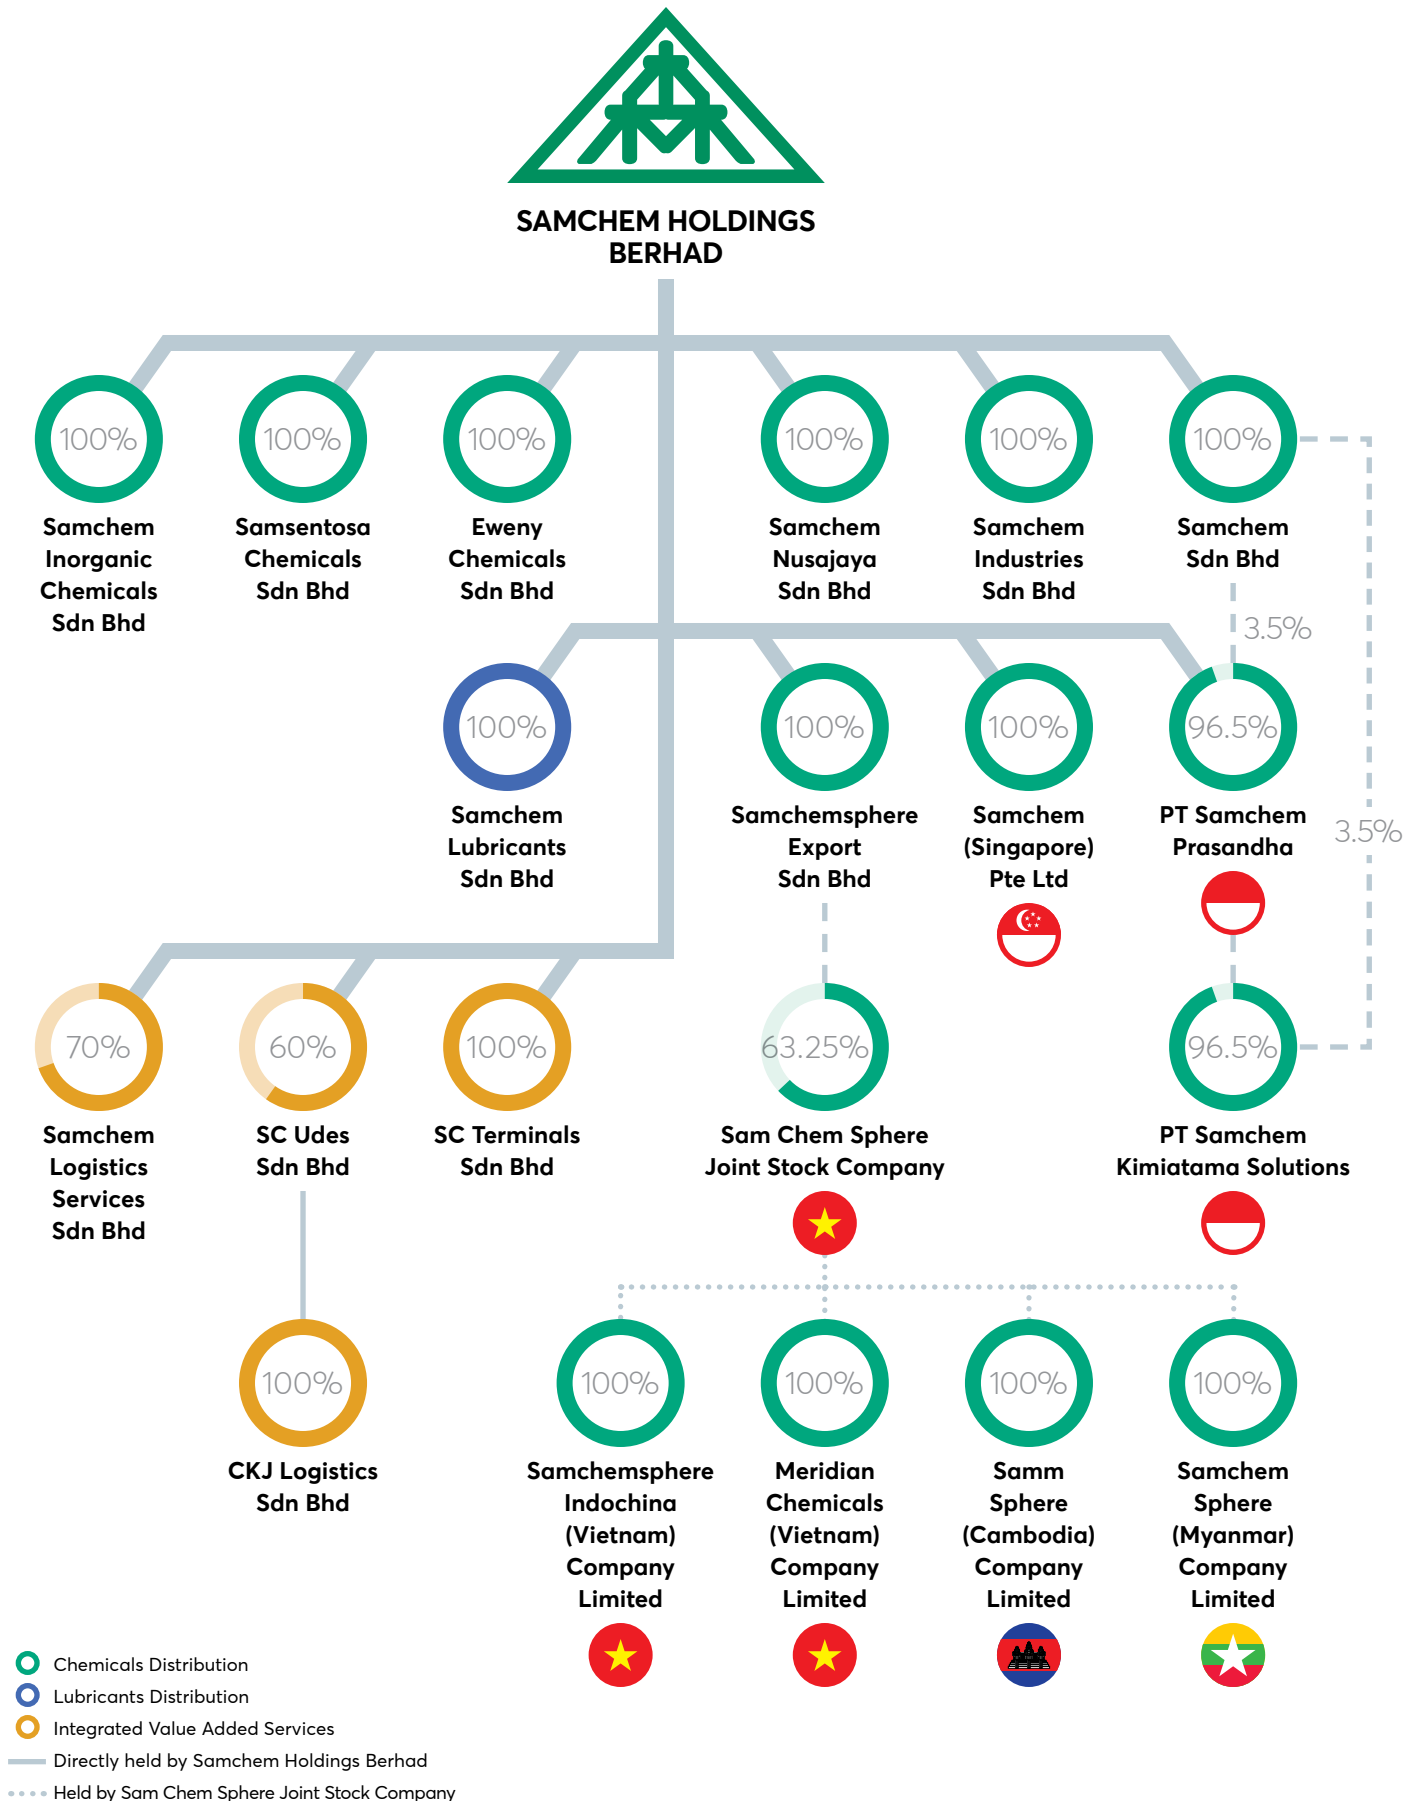 SAMCHEM HOLDINGS
BERHAD
100%
100%
100%
100%
100%
100%
Samchem
Inorganic
Chemicals
Sdn Bhd
Samsentosa
Chemicals
Sdn Bhd
Eweny
Chemicals
Sdn Bhd
Samchem
Nusajaya
Sdn Bhd
Samchem
Industries
Sdn Bhd
Samchem
Sdn Bhd
3.5%
100%
100%
100%
96.5%
Samchem
Lubricants
Sdn Bhd
Samchemsphere
Export
Sdn Bhd
Samchem
(Singapore)
Pte Ltd
PT Samchem
Prasandha
3.5%
70%
60%
100%
63.25%
96.5%
Samchem
Logistics
Services
Sdn Bhd
SC Udes
Sdn Bhd
SC Terminals
Sdn Bhd
Sam Chem Sphere
Joint Stock Company
PT Samchem
Kimiatama Solutions
100%
100%
100%
100%
100%
CKJ Logistics
Sdn Bhd
Samchemsphere
Indochina
(Vietnam)
Company
Limited
Meridian
Chemicals
(Vietnam)
Company
Limited
Samm
Sphere
(Cambodia)
Company
Limited
Samchem
Sphere
(Myanmar)
Company
Limited
Chemicals Distribution
Lubricants Distribution
Integrated Value Added Services
Directly held by Samchem Holdings Berhad
Held by Sam Chem Sphere Joint Stock Company